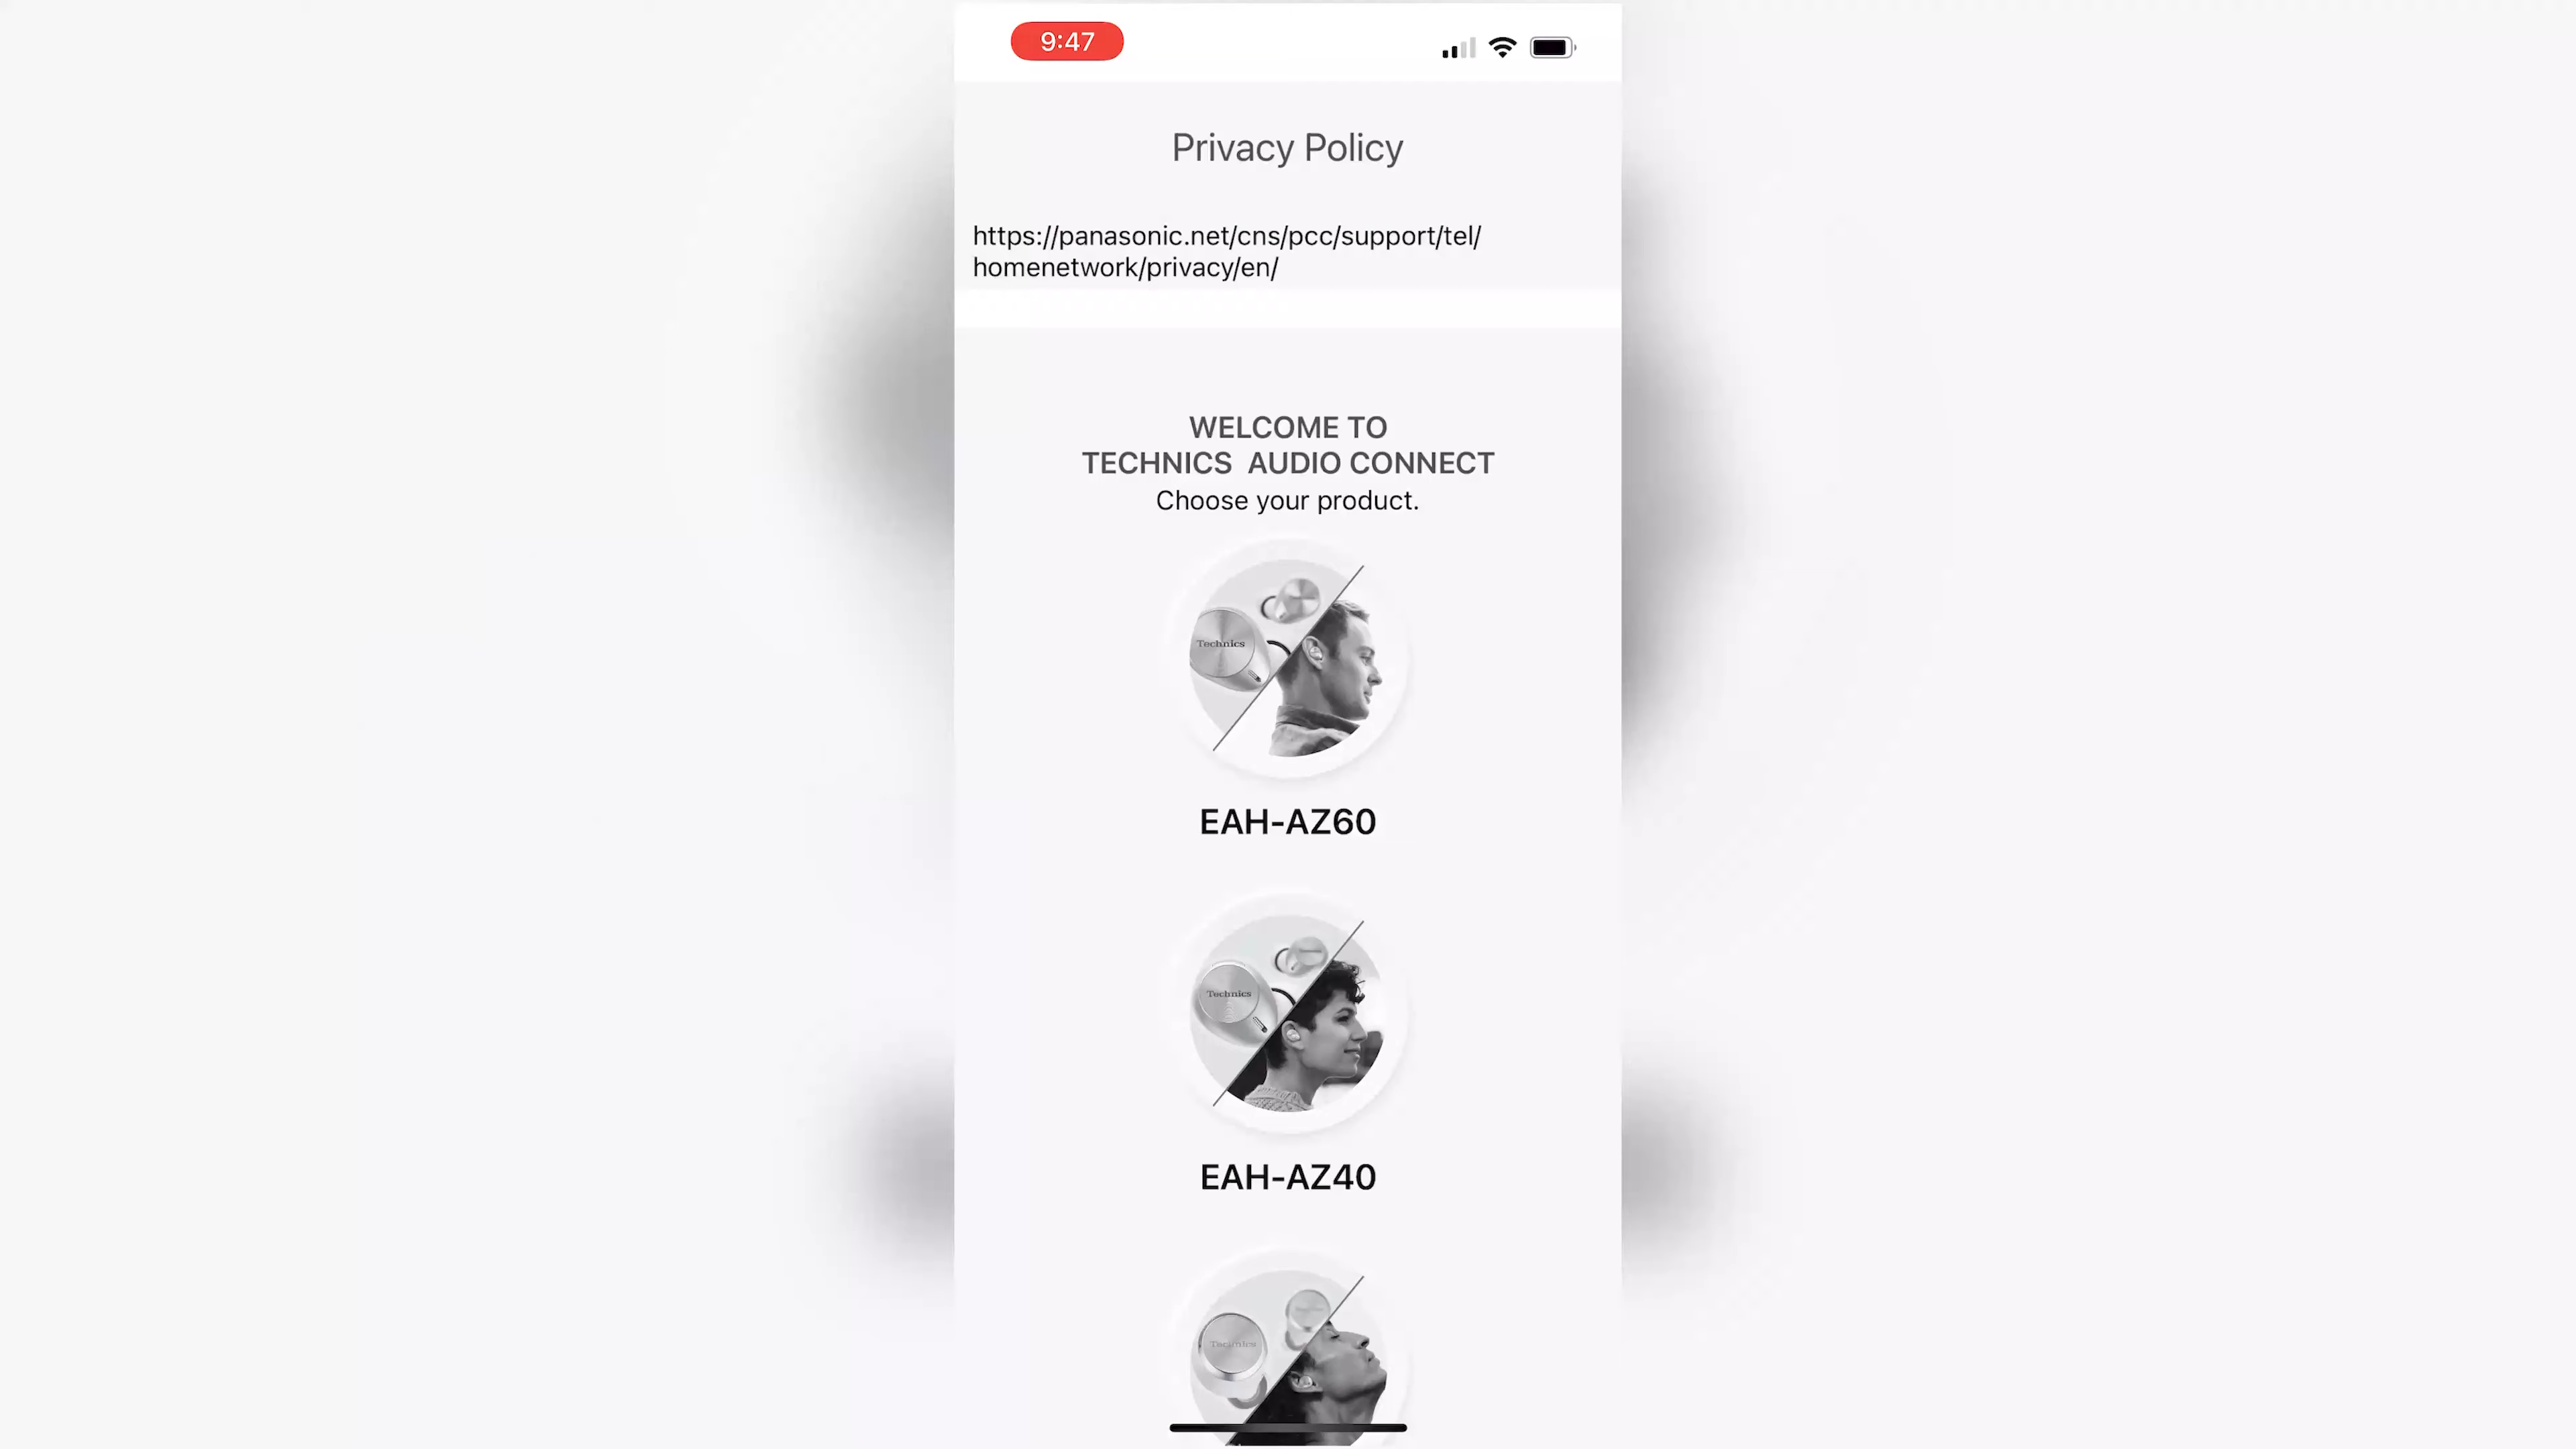 9:47
Privacy Policy
https://panasonic.net/cns/pcc/support/tel/
homenetwork/privacy/en/
WELCOME TO
TECHNICS AUDIO CONNECT
Choose your product.
Technics
EAH-AZ60
Technics
EAH-AZ40
Technics